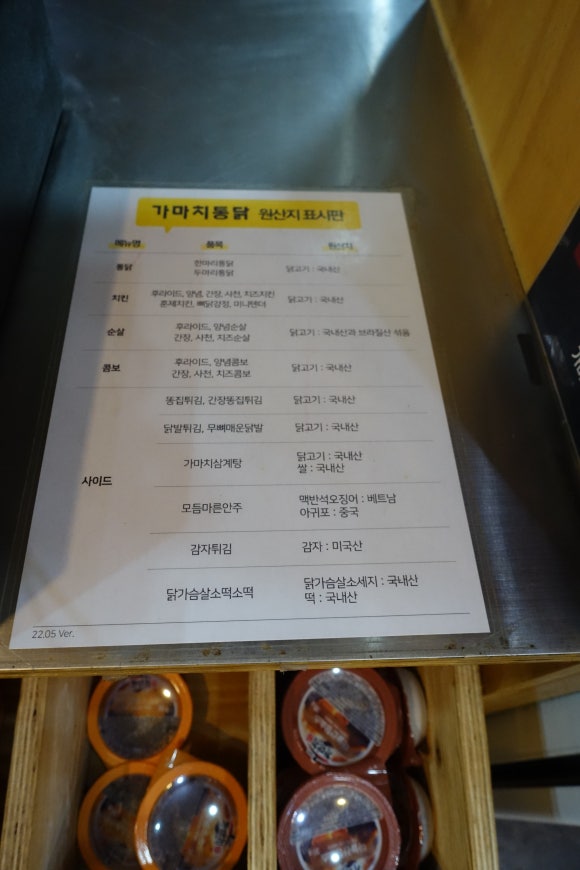 가마치통닭 원산지 표시판
메뉴명 품목 원산지
통닭 한마리통닭 닭고기 : 국내산
두마리통닭
치킨 후라이드, 양념, 간장, 사천, 치즈치킨 닭고기 : 국내산
훈제치킨, 뼈닭강정, 미니텐더
순살 후라이드, 양념순살 닭고기 : 국내산과 브라질산 섞음
간장, 사천, 치즈순살
콤보 후라이드, 양념콤보 닭고기 : 국내산
간장, 사천, 치즈콤보
사이드
똥집튀김, 간장똥집튀김 닭고기 : 국내산
닭발튀김, 무뼈매운닭발 닭고기 : 국내산
가마치삼계탕 닭고기 : 국내산
쌀 : 국내산
모듬마른안주 맥반석오징어 : 베트남
아귀포 : 중국
감자튀김 감자 : 미국산
닭가슴살소떡소떡 닭가슴살소세지 : 국내산
떡 : 국내산
22.05 Ver.